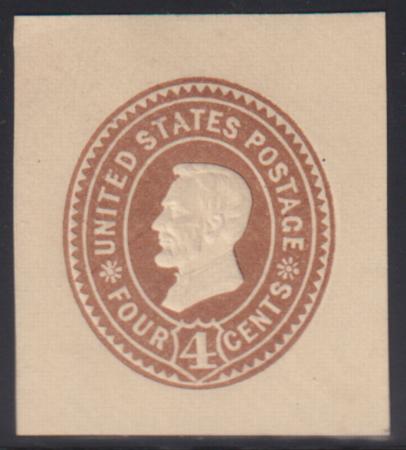 UNITED STATES POSTAGE
FOUR 4 CENTS